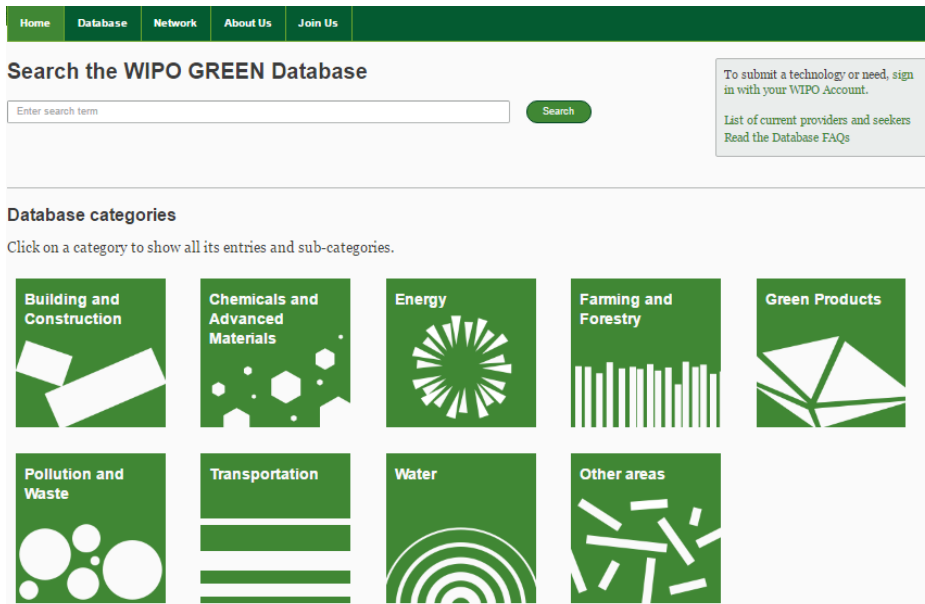 Home Database Network About Us Join Us
Search the WIPO GREEN Database
Enter search term
Search
To submit a technology or need, sign
in with your WIPO Account.
List of current providers and seekers
Read the Database FAQs
Database categories
Click on a category to show all its entries and sub-categories.
Building and
Construction
Chemicals and
Advanced
Materials
Energy
Farming and
Forestry
Green Products
Pollution and
Waste
Transportation
Water
Other areas